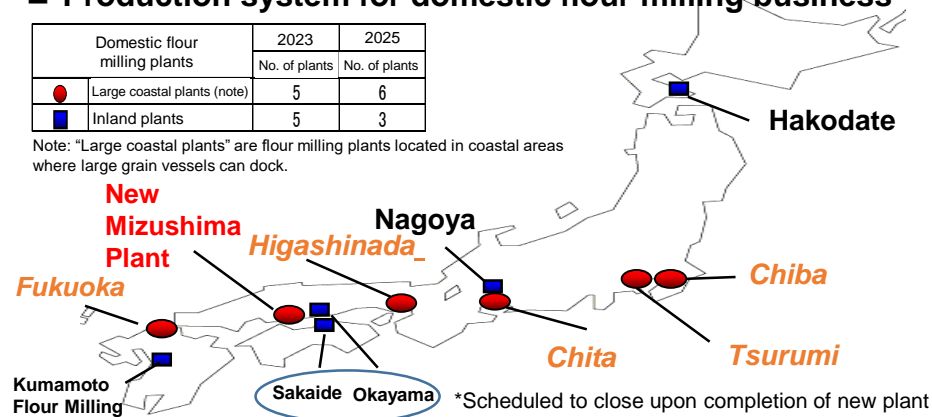 Production system for domestic flour milling business
Domestic flour milling plants 2023 2025
No. of plants No. of plants
Large coastal plants (note) 5 6
Inland plants 5 3
Note: “Large coastal plants” are flour milling plants located in coastal areas
where large grain vessels can dock.
Hakodate
New
Mizushima
Plant
Nagoya
Higashinada
Fukuoka
Chiba
Chita
Tsurumi
Kumamoto
Flour Milling
Sakaide Okayama
*Scheduled to close upon completion of new plant